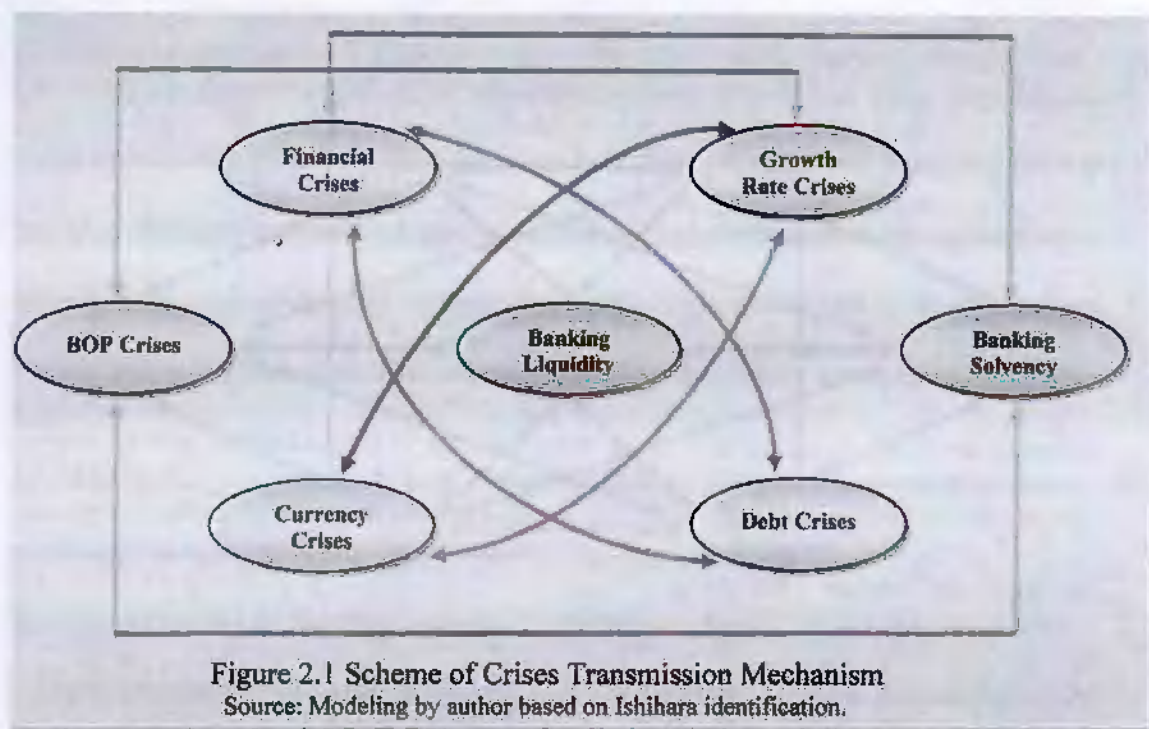 Financial
Crises
Growth
Rate Crises
BOP Crises
Banking
Liquidity
Banking
Solvency
Currency
Crises
Debt Crises
Figure 2.1 Scheme of Crises Transmission Mechanism
Source: Modeling by author based on Ishihara identification.